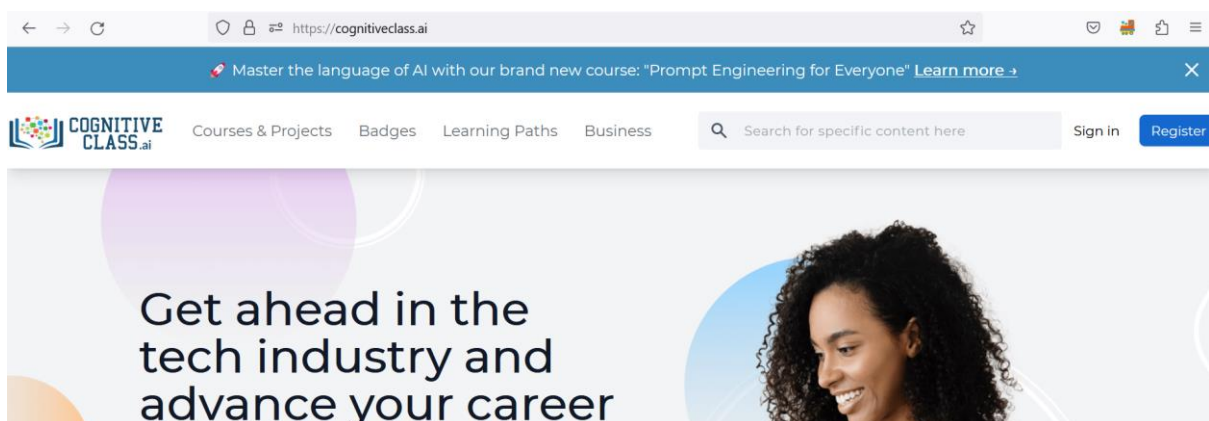 https://cognitiveclass.ai
🚀 Master the language of AI with our brand new course: "Prompt Engineering for Everyone" Learn more →
COGNITIVE
CLASS.ai
Courses & Projects Badges Learning Paths Business Search for specific content here Sign in Register
Get ahead in the
tech industry and
advance your career